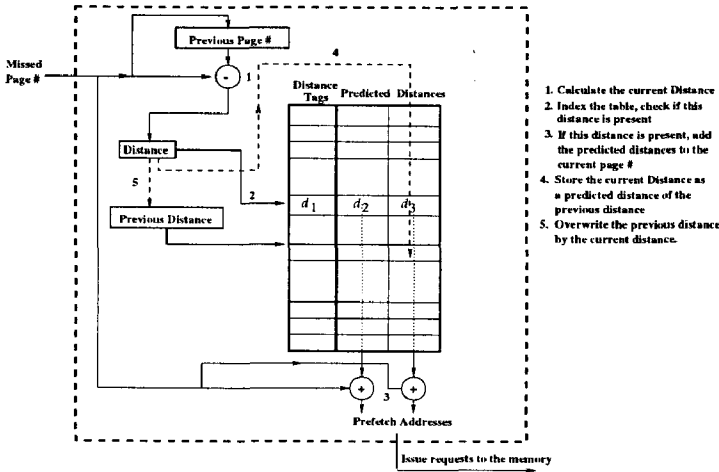 Previous Page #
Missed
Page #
-
1
4
Distance
Tags
Predicted
Distances
Distance
5
2
Previous Distance
d1
d2
d3
+
3
+
Prefetch Addresses
Issue requests to the memory
1. Calculate the current Distance
2. Index the table, check if this
distance is present
3. If this distance is present, add
the predicted distances to the
current page #
4. Store the current Distance as
a predicted distance of the
previous distance
5. Overwrite the previous distance
by the current distance.